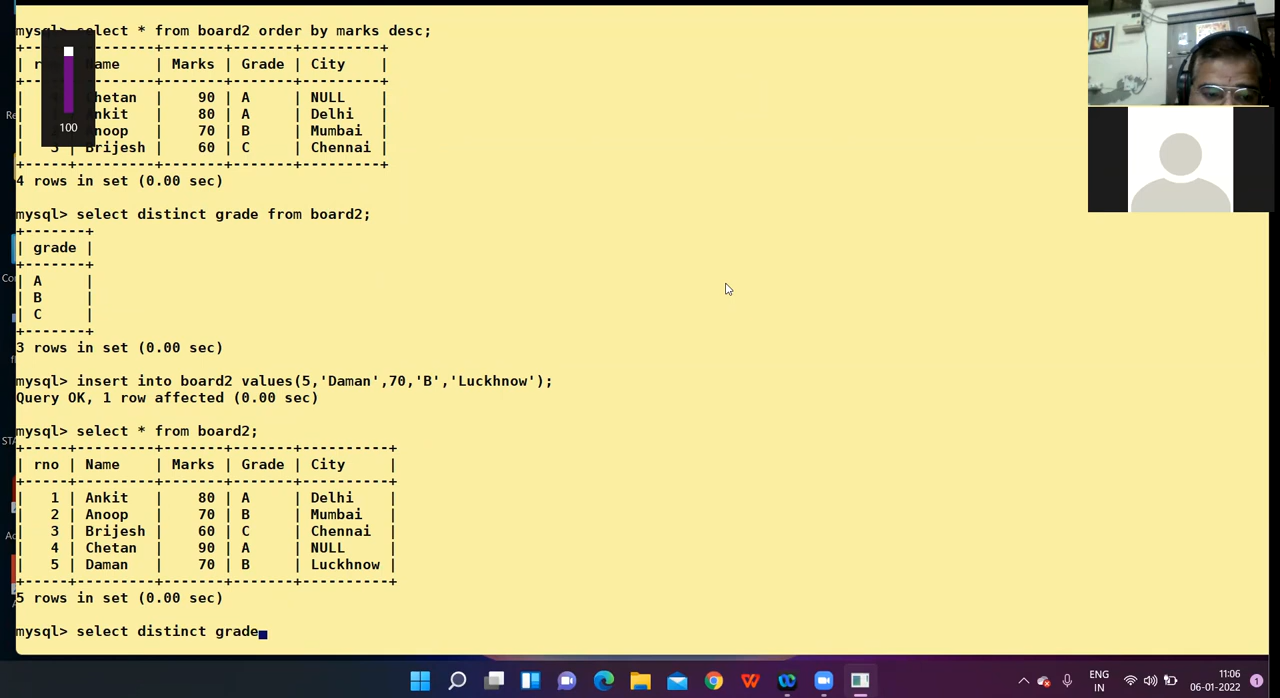 mysql> select * from board2 order by marks desc;
+-----+---------+-------+-------+---------+
| r ame | Marks | Grade | City |
+-----+---------+-------+-------+---------+
| Chetan | 90 | A | NULL |
| Ankit | 80 | A | Delhi |
| Anoop | 70 | B | Mumbai |
| 3 | Brijesh | 60 | C | Chennai |
+-----+---------+-------+-------+---------+
4 rows in set (0.00 sec)
100
mysql> select distinct grade from board2;
+-------+
| grade |
+-------+
| A |
| B |
| C |
+-------+
3 rows in set (0.00 sec)
mysql> insert into board2 values(5,'Daman',70,'B','Luckhnow');
Query OK, 1 row affected (0.00 sec)
mysql> select * from board2;
+-----+---------+-------+-------+----------+
| rno | Name | Marks | Grade | City |
+-----+---------+-------+-------+----------+
| 1 | Ankit | 80 | A | Delhi |
| 2 | Anoop | 70 | B | Mumbai |
| 3 | Brijesh | 60 | C | Chennai |
| 4 | Chetan | 90 | A | NULL |
| 5 | Daman | 70 | B | Luckhnow |
+-----+---------+-------+-------+----------+
5 rows in set (0.00 sec)
mysql> select distinct grade
ENG
IN
11:06
06-01-2022
1